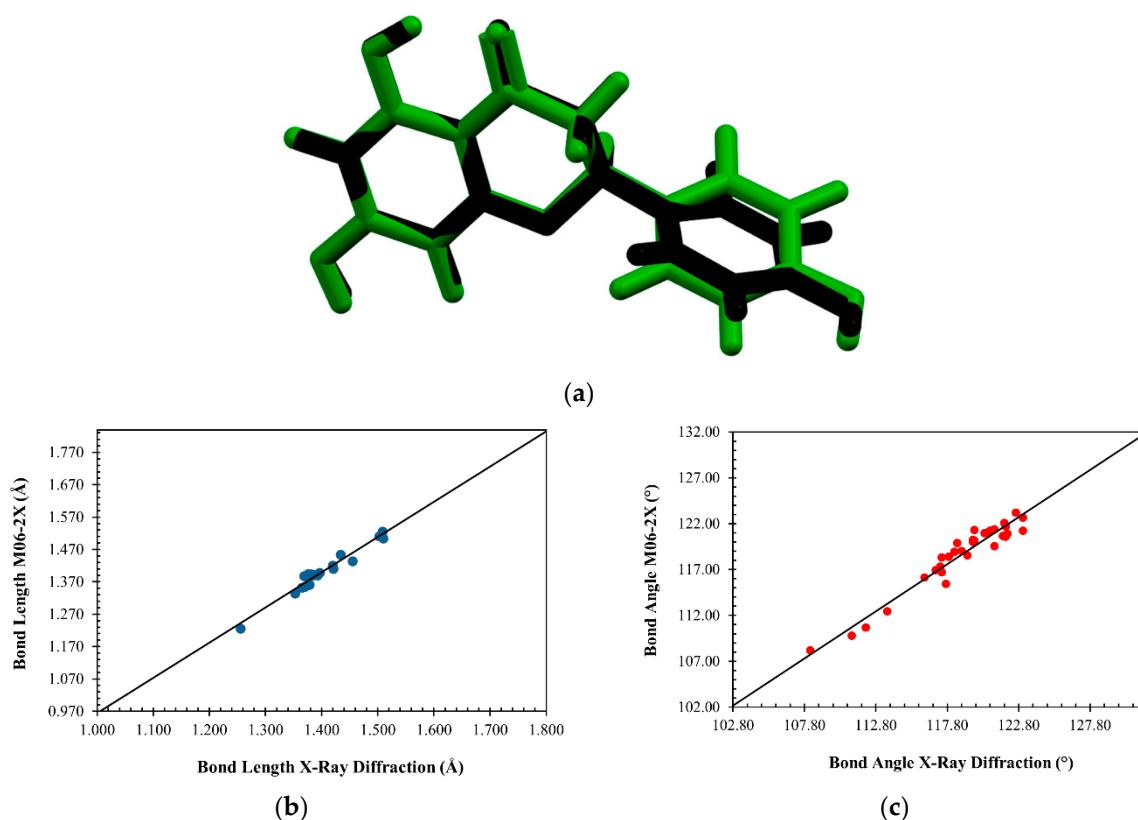 (a)
Bond Length M06-2X (Å)
1.770
1.670
1.570
1.470
1.370
1.270
1.170
1.070
0.970
1.000 1.100 1.200 1.300 1.400 1.500 1.600 1.700 1.800
Bond Length X-Ray Diffraction (Å)
(b)
Bond Angle M06-2X (°)
132.00
127.00
122.00
117.00
112.00
107.00
102.00
102.80 107.80 112.80 117.80 122.80 127.80
Bond Angle X-Ray Diffraction (°)
(c)